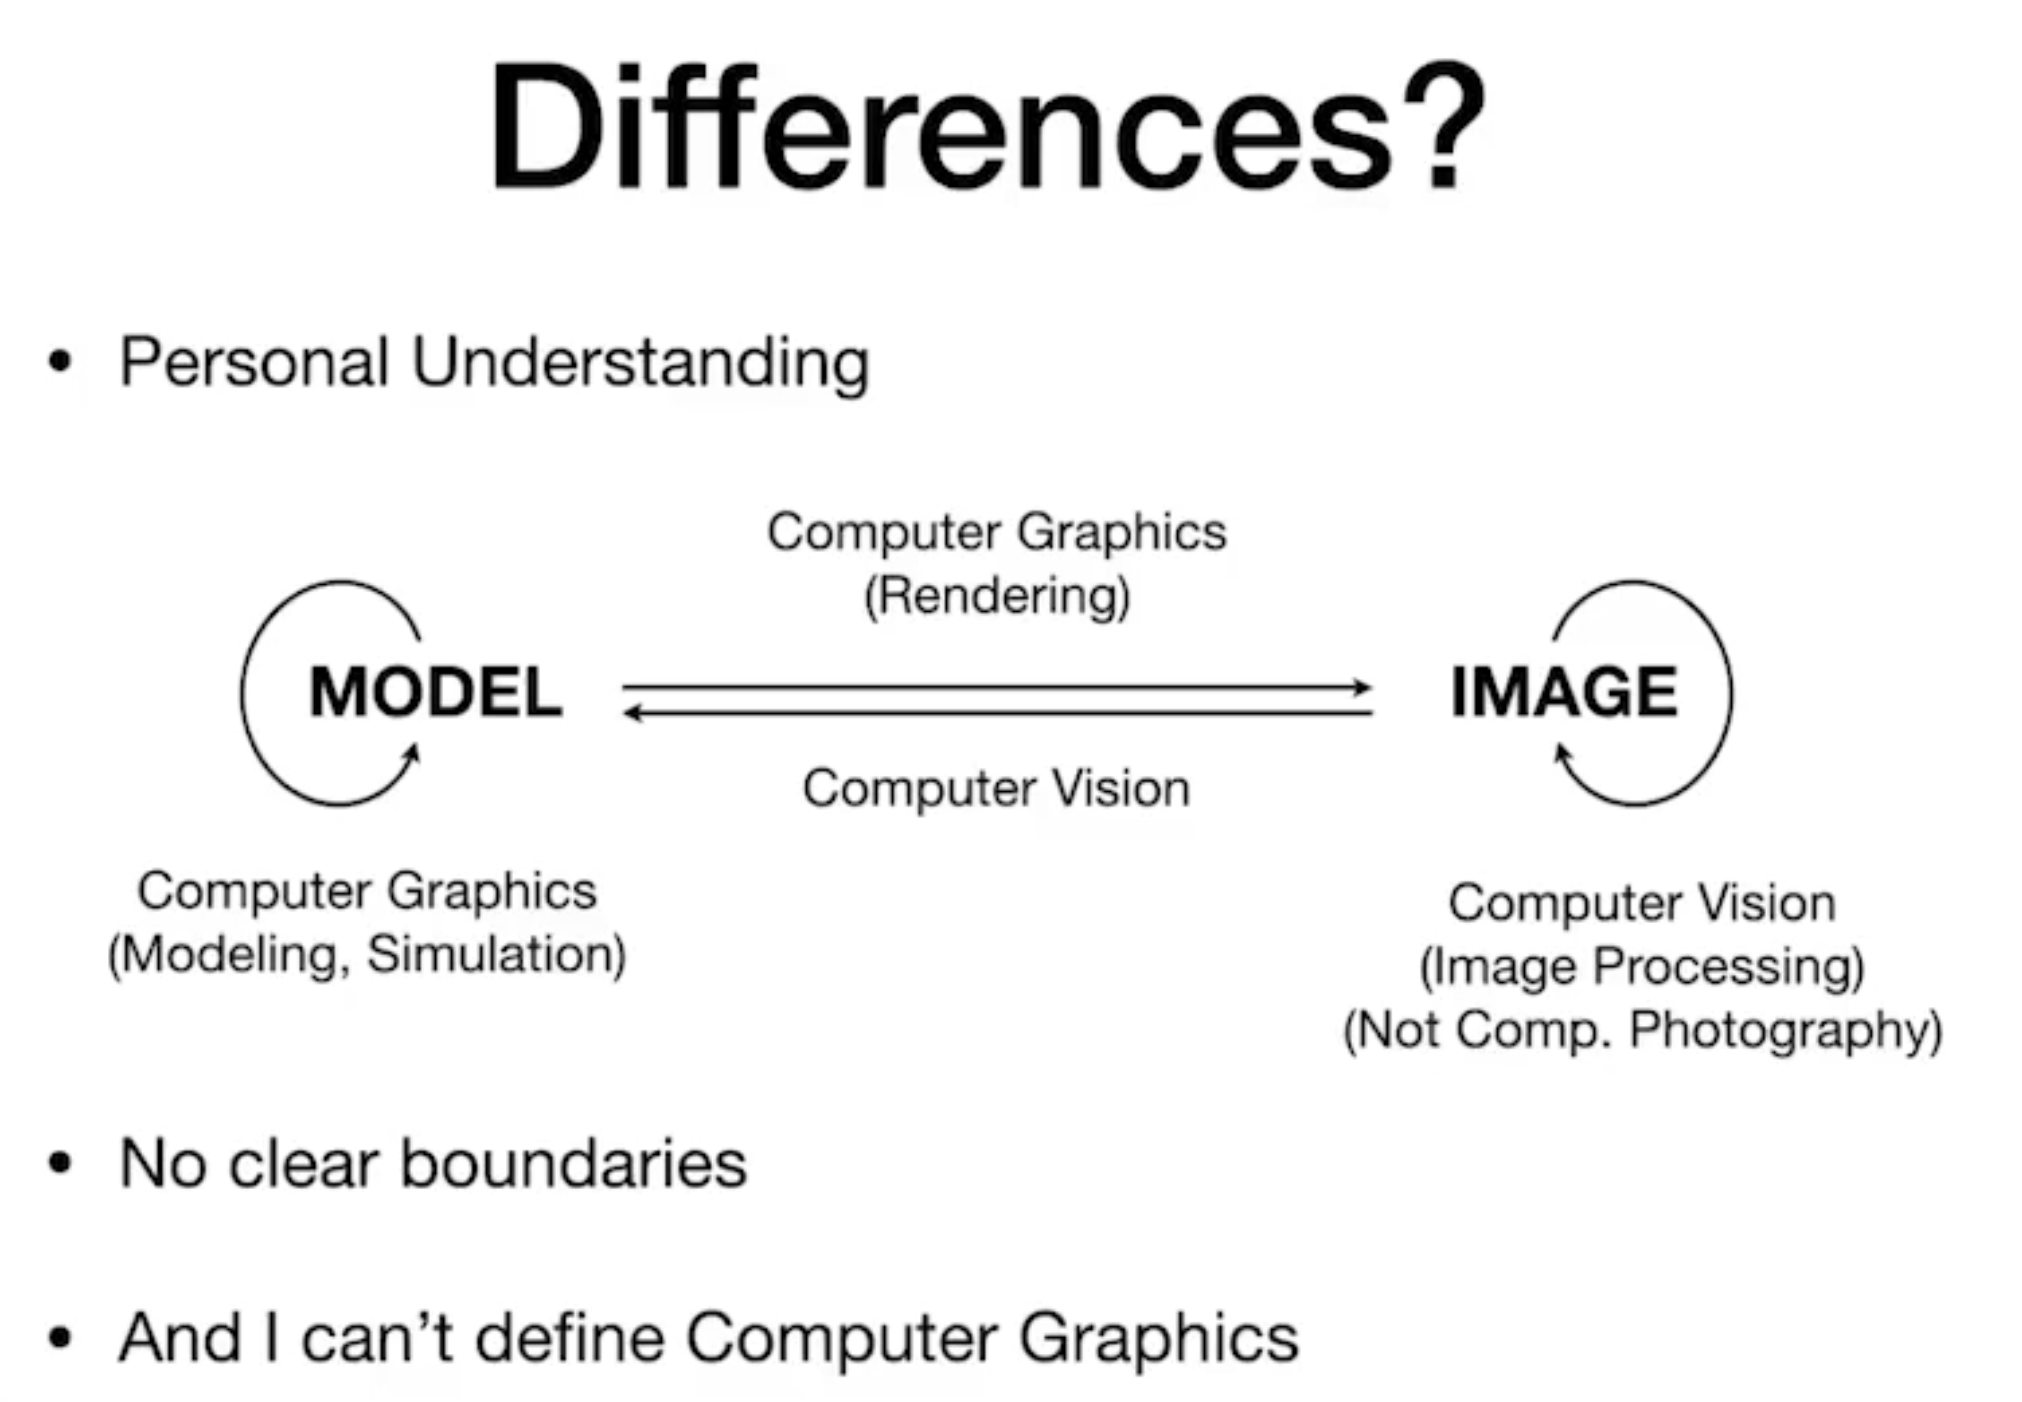 Differences?
• Personal Understanding
Computer Graphics
(Rendering)
MODEL
IMAGE
Computer Vision
Computer Graphics
(Modeling, Simulation)
Computer Vision
(Image Processing)
(Not Comp. Photography)
• No clear boundaries
• And I can’t define Computer Graphics